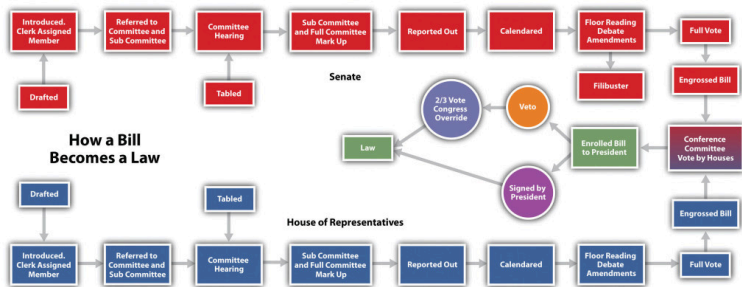 Introduced.
Clerk Assigned
Member
Referred to
Committee and
Sub Committee
Committee
Hearing
Sub Committee
and Full Committee
Mark Up
Reported Out
Calendared
Floor Reading
Debate
Amendments
Full Vote
Drafted
Tabled
Senate
Filibuster
Engrossed Bill
How a Bill
Becomes a Law
2/3 Vote
Congress
Override
Veto
Law
Enrolled Bill
to President
Conference
Committee
Vote by Houses
Signed by
President
Drafted
Tabled
House of Representatives
Engrossed Bill
Introduced.
Clerk Assigned
Member
Referred to
Committee and
Sub Committee
Committee
Hearing
Sub Committee
and Full Committee
Mark Up
Reported Out
Calendared
Floor Reading
Debate
Amendments
Full Vote